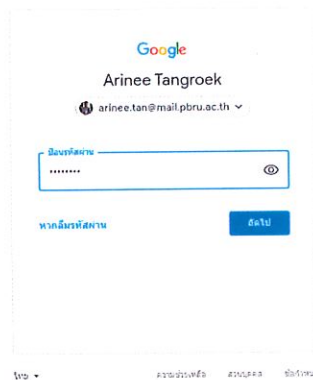 Google
Arinee Tangroek
arinee.tan@mail.pbru.ac.th
ป้อนรหัสผ่าน
••••••••
หากลืมรหัสผ่าน
ถัดไป
ไทย
ความช่วยเหลือ ส่วนบุคคล